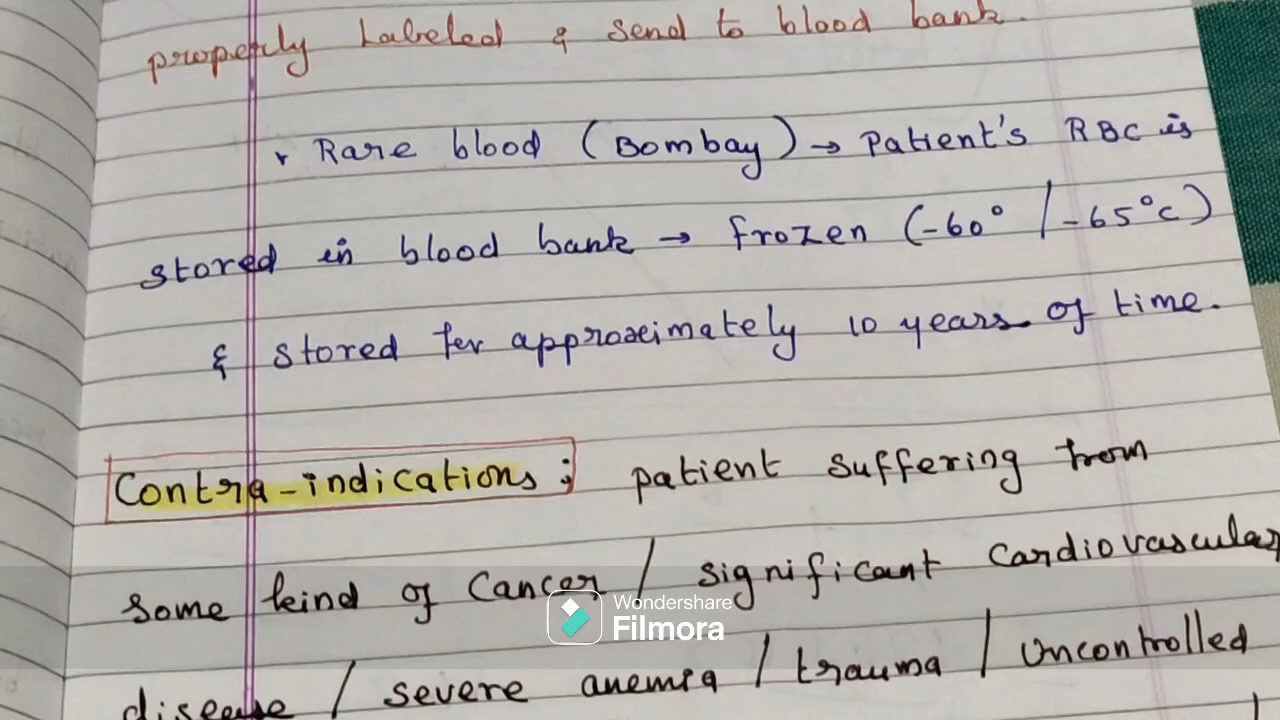 properly Labeled & Send to blood bank.
Rare blood (Bombay) → Patient's RBC is
stored in blood bank → frozen (-60° / -65°c)
& stored for approximately 10 years of time.
Contra-indications: patient suffering from
some kind of Cancer / significant Cardiovascular
disease / severe anemia / trauma / Uncontrolled
Wondershare
Filmora